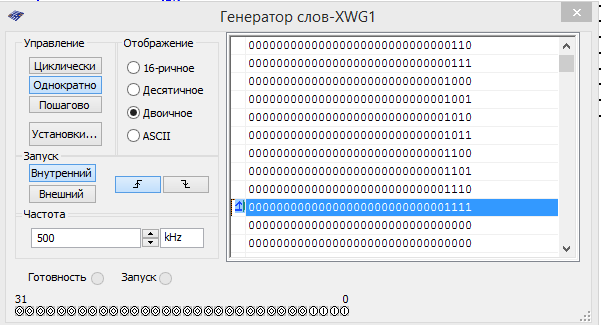 Генератор слов-XWG1
Управление
Циклически
Однократно
Пошагово
Установки...
Отображение
16-ричное
Десятичное
Двоичное
ASCII
Запуск
Внутренний
Внешний
Частота
500
kHz
00000000000000000000000000000110
00000000000000000000000000000111
00000000000000000000000000001000
00000000000000000000000000001001
00000000000000000000000000001010
00000000000000000000000000001011
00000000000000000000000000001100
00000000000000000000000000001101
00000000000000000000000000001110
00000000000000000000000000001111
00000000000000000000000000000000
00000000000000000000000000000000
Готовность Запуск
31 0
00000000000000000000000000001111